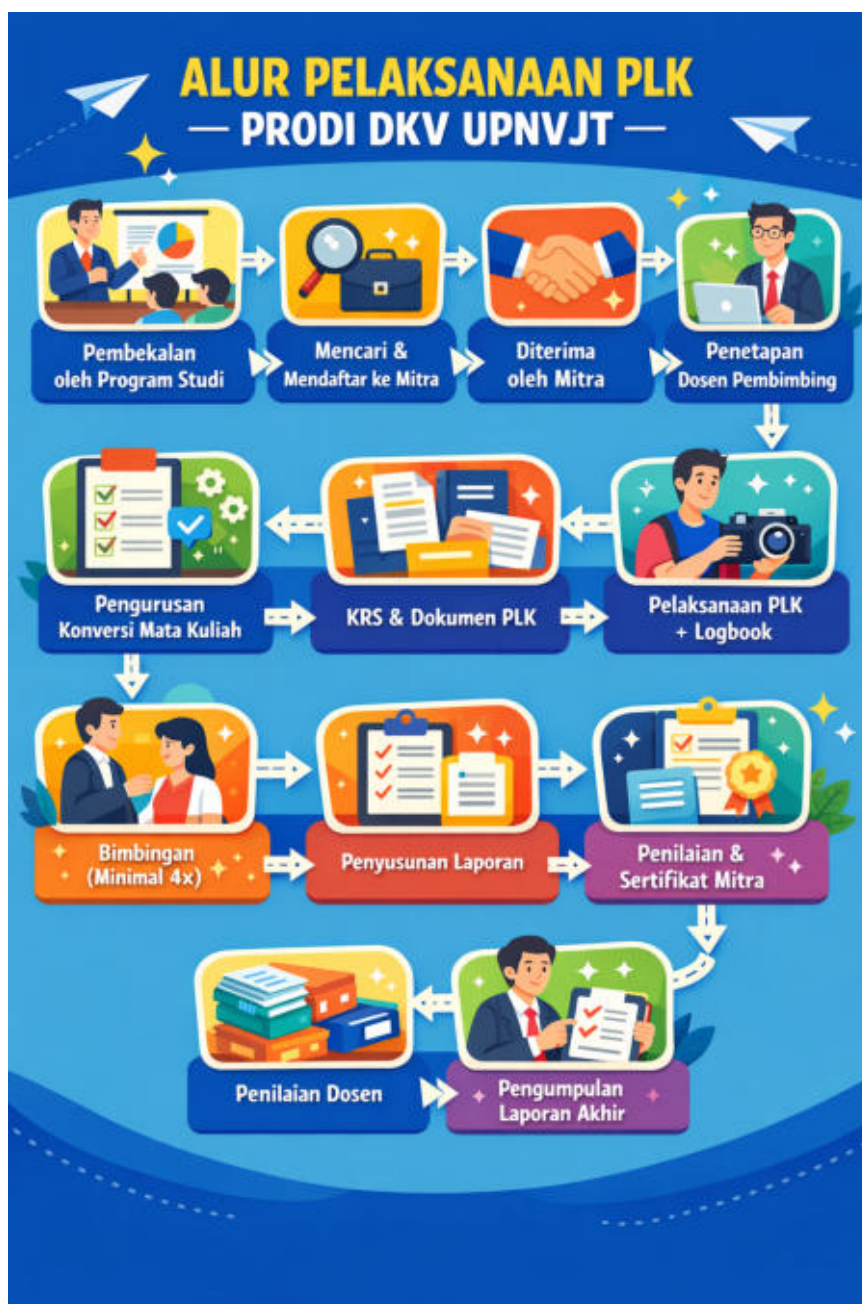 ALUR PELAKSANAAN PLK
— PRODI DKV UPNVJT —
Pembekalan
oleh Program Studi
Mencari &
Mendaftar ke Mitra
Diterima
oleh Mitra
Penetapan
Dosen Pembimbing
Pengurusan
Konversi Mata Kuliah
KRS & Dokumen PLK
Pelaksanaan PLK
+ Logbook
Bimbingan
(Minimal 4x)
Penyusunan Laporan
Penilaian &
Sertifikat Mitra
Penilaian Dosen
Pengumpulan
Laporan Akhir